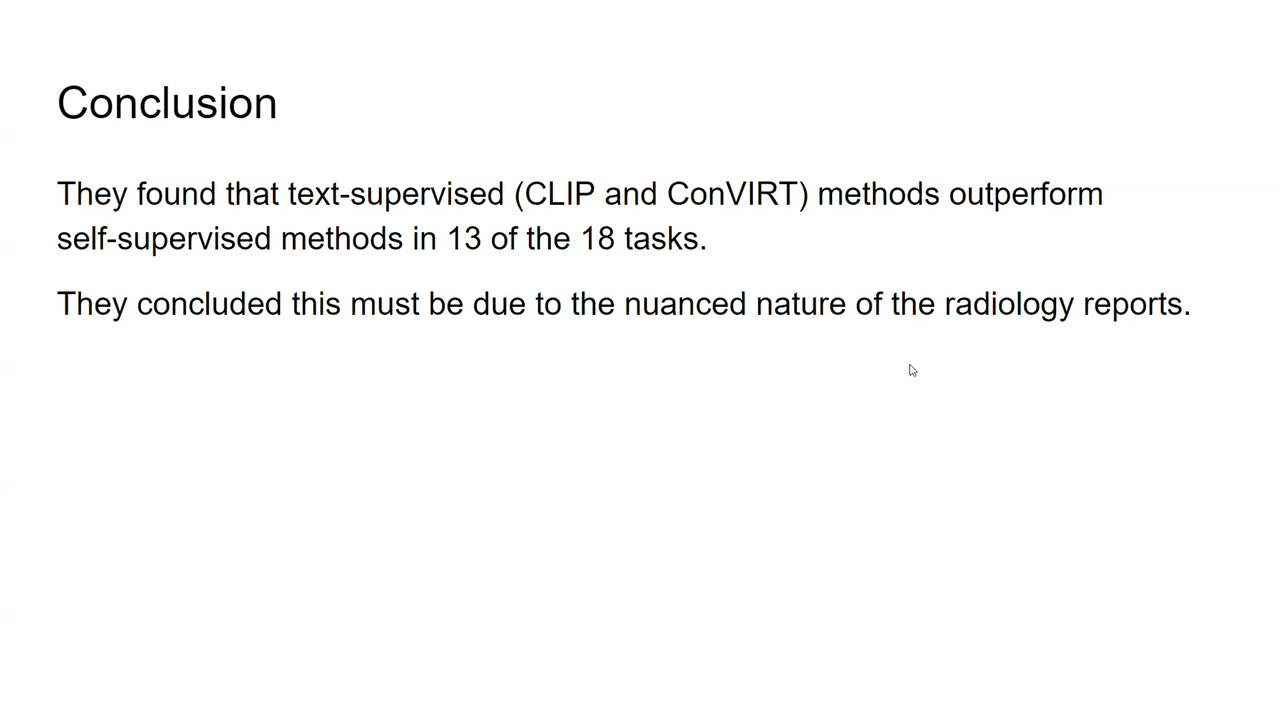 Conclusion
They found that text-supervised (CLIP and ConVIRT) methods outperform
self-supervised methods in 13 of the 18 tasks.
They concluded this must be due to the nuanced nature of the radiology reports.